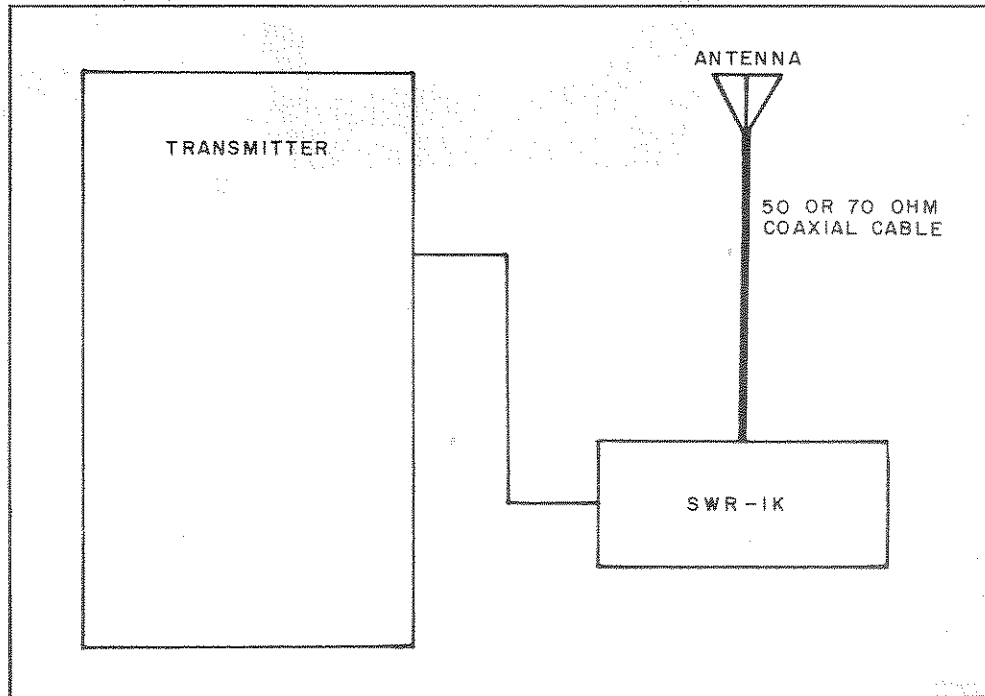 ANTENNA
TRANSMITTER
50 OR 70 OHM
COAXIAL CABLE
SWR-1K